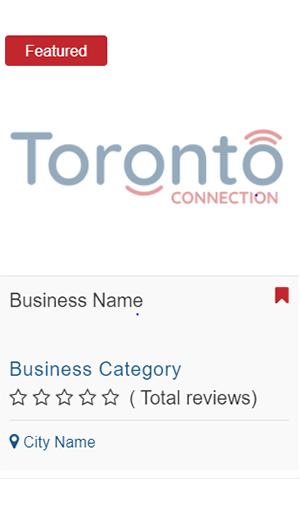 Featured
Toronto
CONNECTION
Business Name
Business Category
( Total reviews)
City Name